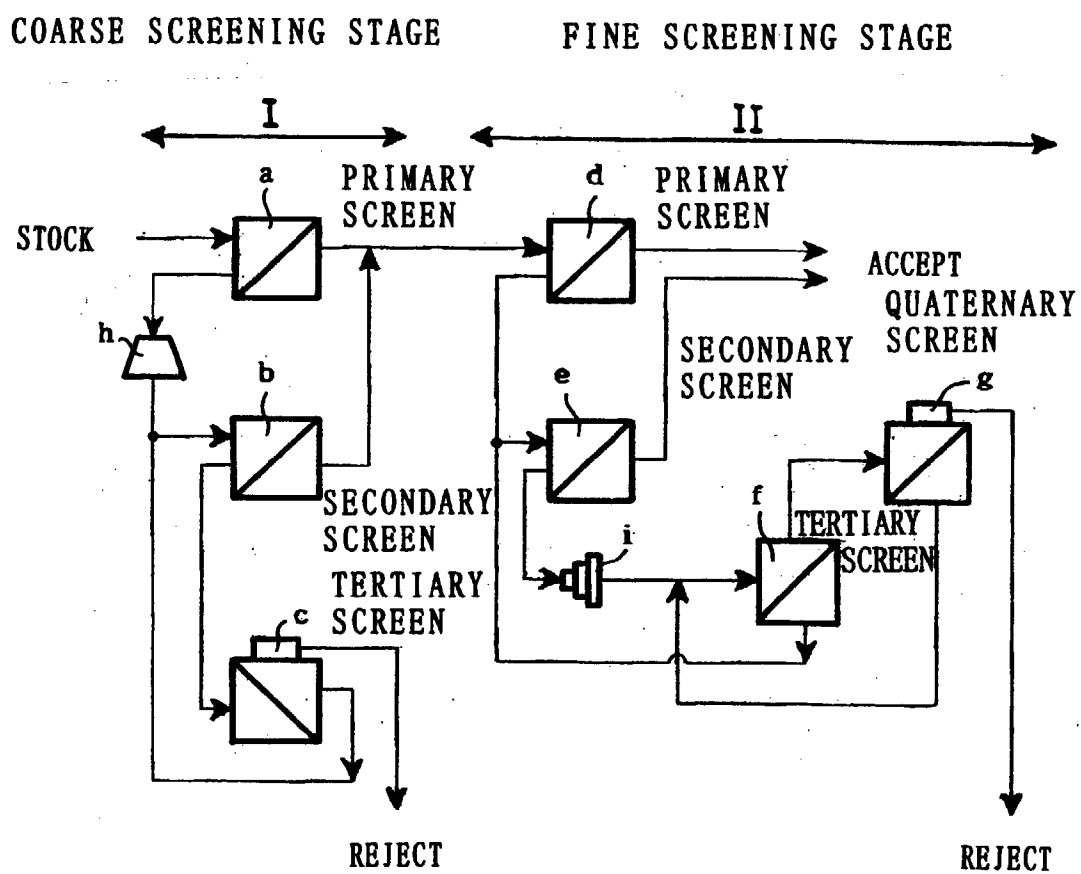 COARSE SCREENING STAGE
FINE SCREENING STAGE
I
II
a
PRIMARY
SCREEN
d
PRIMARY
SCREEN
STOCK
ACCEPT
QUATERNARY
SCREEN
h
b
SECONDARY
SCREEN
e
g
SECONDARY
SCREEN
f
TERTIARY
SCREEN
i
TERTIARY
SCREEN
c
REJECT
REJECT